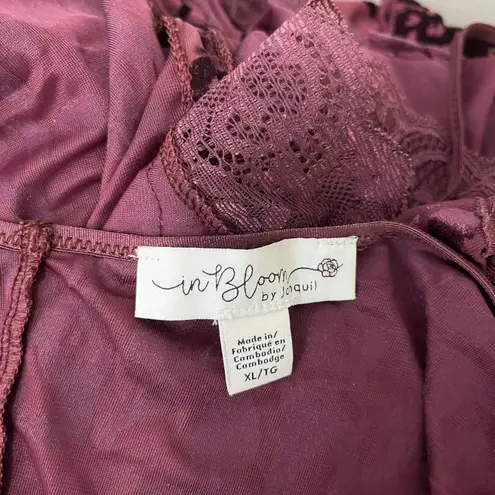 in Bloom
by Jonquil
Made in/
Fabriqué en
Cambodia/
Cambodge
XL/TG